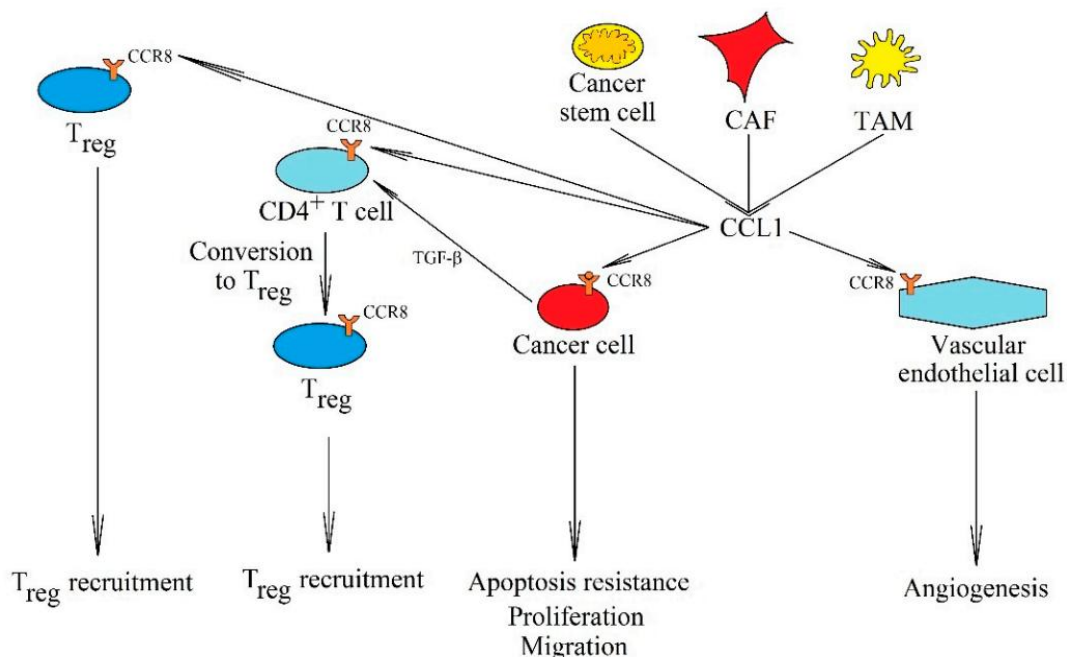 CCR8
Treg
CCR8
CD4+ T cell
Conversion
to Treg
CCR8
Treg
TGF-β
Cancer
stem cell
CAF
TAM
CCL1
CCR8
Cancer cell
CCR8
Vascular
endothelial cell
Treg recruitment
Treg recruitment
Apoptosis resistance
Proliferation
Migration
Angiogenesis